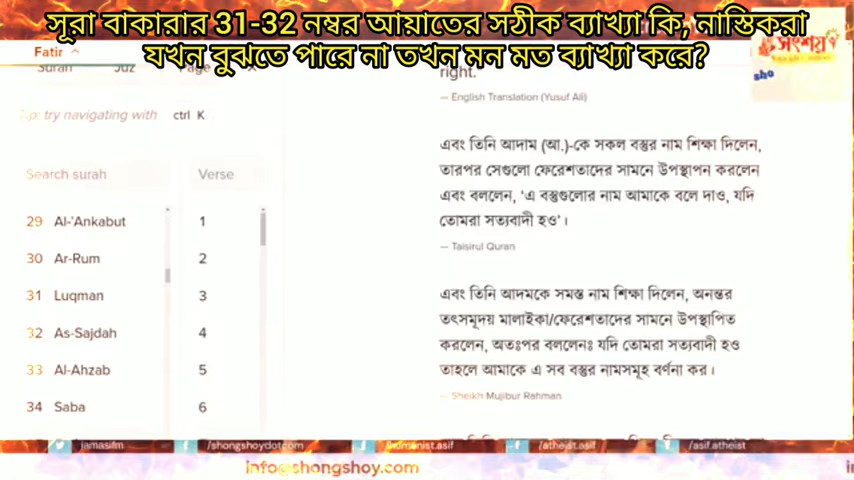 সূরা বাকারার 31-32 নম্বর আয়াতের সঠীক ব্যাখ্যা কি, নাস্তিকরা
যখন বুঝতে পারে না তখন মন মত ব্যাখ্যা করে?
সংশয়
Fatir
Surah Juz Page
right.
Tip: try navigating with ctrl K
— English Translation (Yusuf Ali)
Search surah
Verse
29 Al-'Ankabut 1
30 Ar-Rum 2
31 Luqman 3
32 As-Sajdah 4
33 Al-Ahzab 5
34 Saba 6
এবং তিনি আদাম (আ.)-কে সকল বস্তুর নাম শিক্ষা দিলেন,
তারপর সেগুলো ফেরেশতাদের সামনে উপস্থাপন করলেন
এবং বললেন, 'এ বস্তুগুলোর নাম আমাকে বলে দাও, যদি
তোমরা সত্যবাদী হও'।
— Taisirul Quran
এবং তিনি আদমকে সমস্ত নাম শিক্ষা দিলেন, অনন্তর
তৎসমূদয় মালাইকা/ফেরেশতাদের সামনে উপস্থাপিত
করলেন, অতঃপর বললেনঃ যদি তোমরা সত্যবাদী হও
তাহলে আমাকে এ সব বস্তুর নামসমূহ বর্ণনা কর।
— Sheikh Mujibur Rahman
/shongshoydotcom /atheist.asif /asif.atheist
info@shongshoy.com